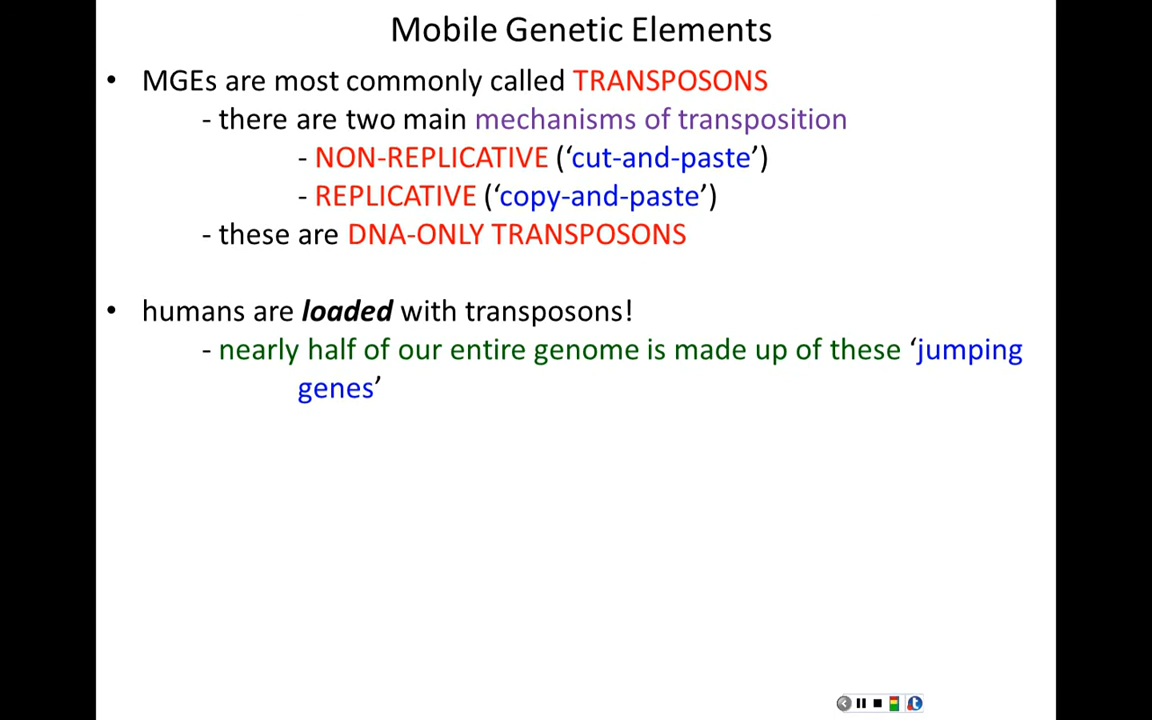 Mobile Genetic Elements
• MGEs are most commonly called TRANSPOSONS
- there are two main mechanisms of transposition
- NON-REPLICATIVE (‘cut-and-paste’)
- REPLICATIVE (‘copy-and-paste’)
- these are DNA-ONLY TRANSPOSONS
• humans are loaded with transposons!
- nearly half of our entire genome is made up of these ‘jumping
genes’